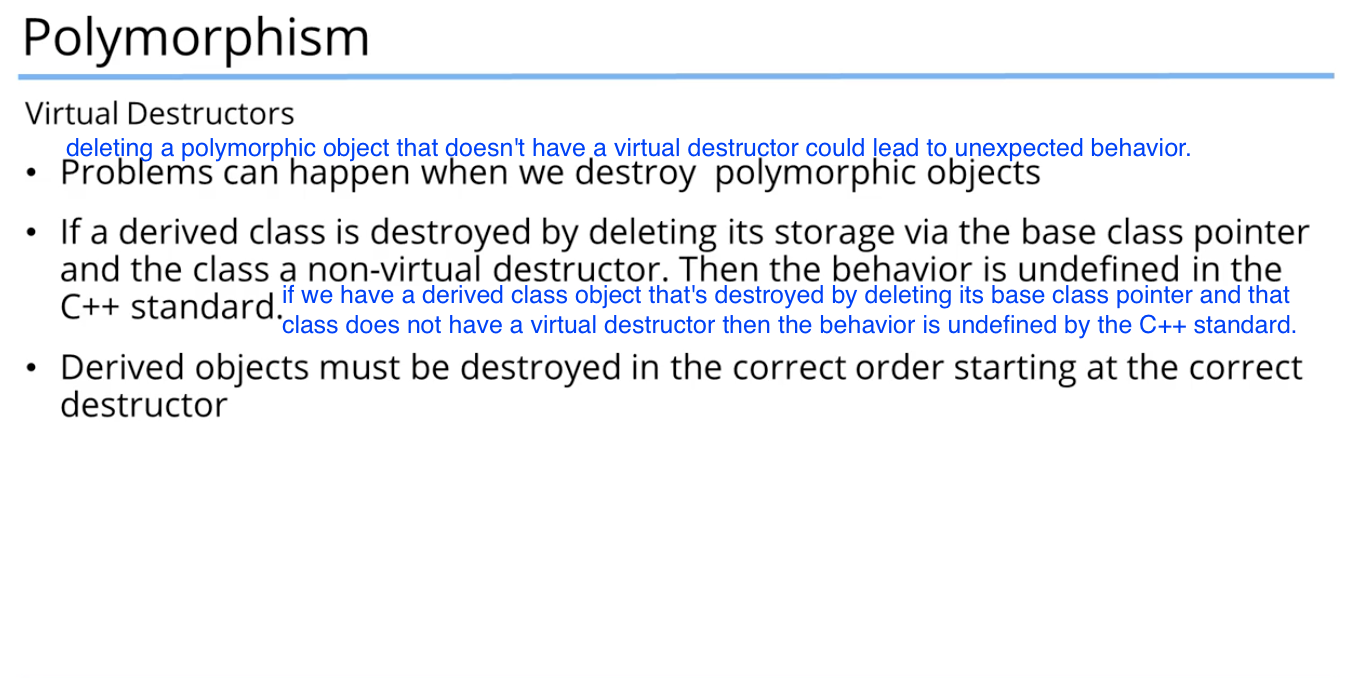 Polymorphism
Virtual Destructors
deleting a polymorphic object that doesn't have a virtual destructor could lead to unexpected behavior.
• Problems can happen when we destroy  polymorphic objects
• If a derived class is destroyed by deleting its storage via the base class pointer
and the class a non-virtual destructor. Then the behavior is undefined in the
C++ standard.
if we have a derived class object that's destroyed by deleting its base class pointer and that
class does not have a virtual destructor then the behavior is undefined by the C++ standard.
• Derived objects must be destroyed in the correct order starting at the correct
destructor